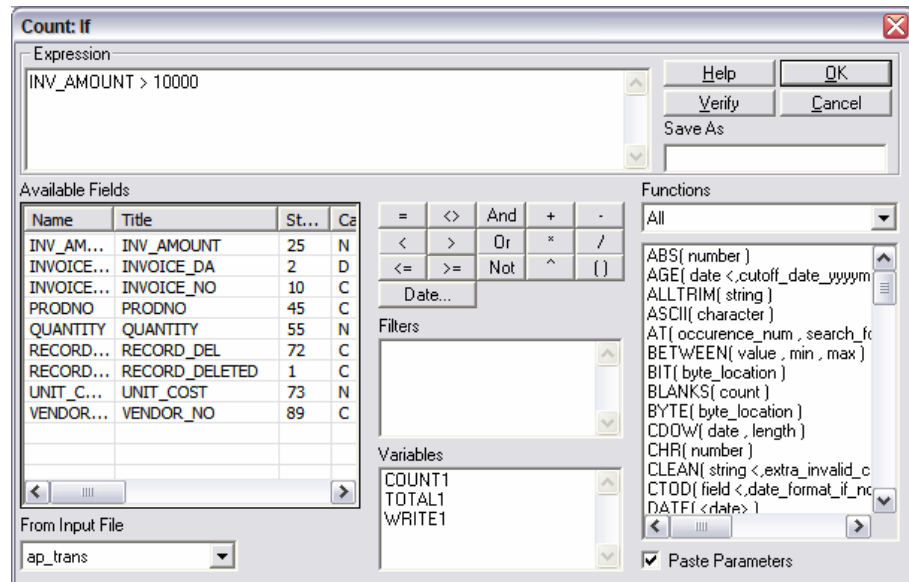 Count: If
Expression
INV_AMOUNT > 10000
Help
OK
Verify
Cancel
Save As
Available Fields
Name Title St... Ca
INV_AM... INV_AMOUNT 25 N
INVOICE... INVOICE_DA 2 D
INVOICE... INVOICE_NO 10 C
PRODNO PRODNO 45 C
QUANTITY QUANTITY 55 N
RECORD... RECORD_DEL 72 C
RECORD... RECORD_DELETED 1 C
UNIT_C... UNIT_COST 73 N
VENDOR... VENDOR_NO 89 C
From Input File
ap_trans
= <> And + -
< > Or * /
<= >= Not ^ ( )
Date...
Filters
Variables
COUNT1
TOTAL1
WRITE1
Functions
All
ABS( number )
AGE( date <,cutoff_date_yyyym
ALLTRIM( string )
ASCII( character )
AT( occurence_num , search_fo
BETWEEN( value , min , max )
BIT( byte_location )
BLANKS( count )
BYTE( byte_location )
CDOW( date , length )
CHR( number )
CLEAN( string <,extra_invalid_c
CTOD( field <,date_format_if_no
DATE( <date> )
Paste Parameters